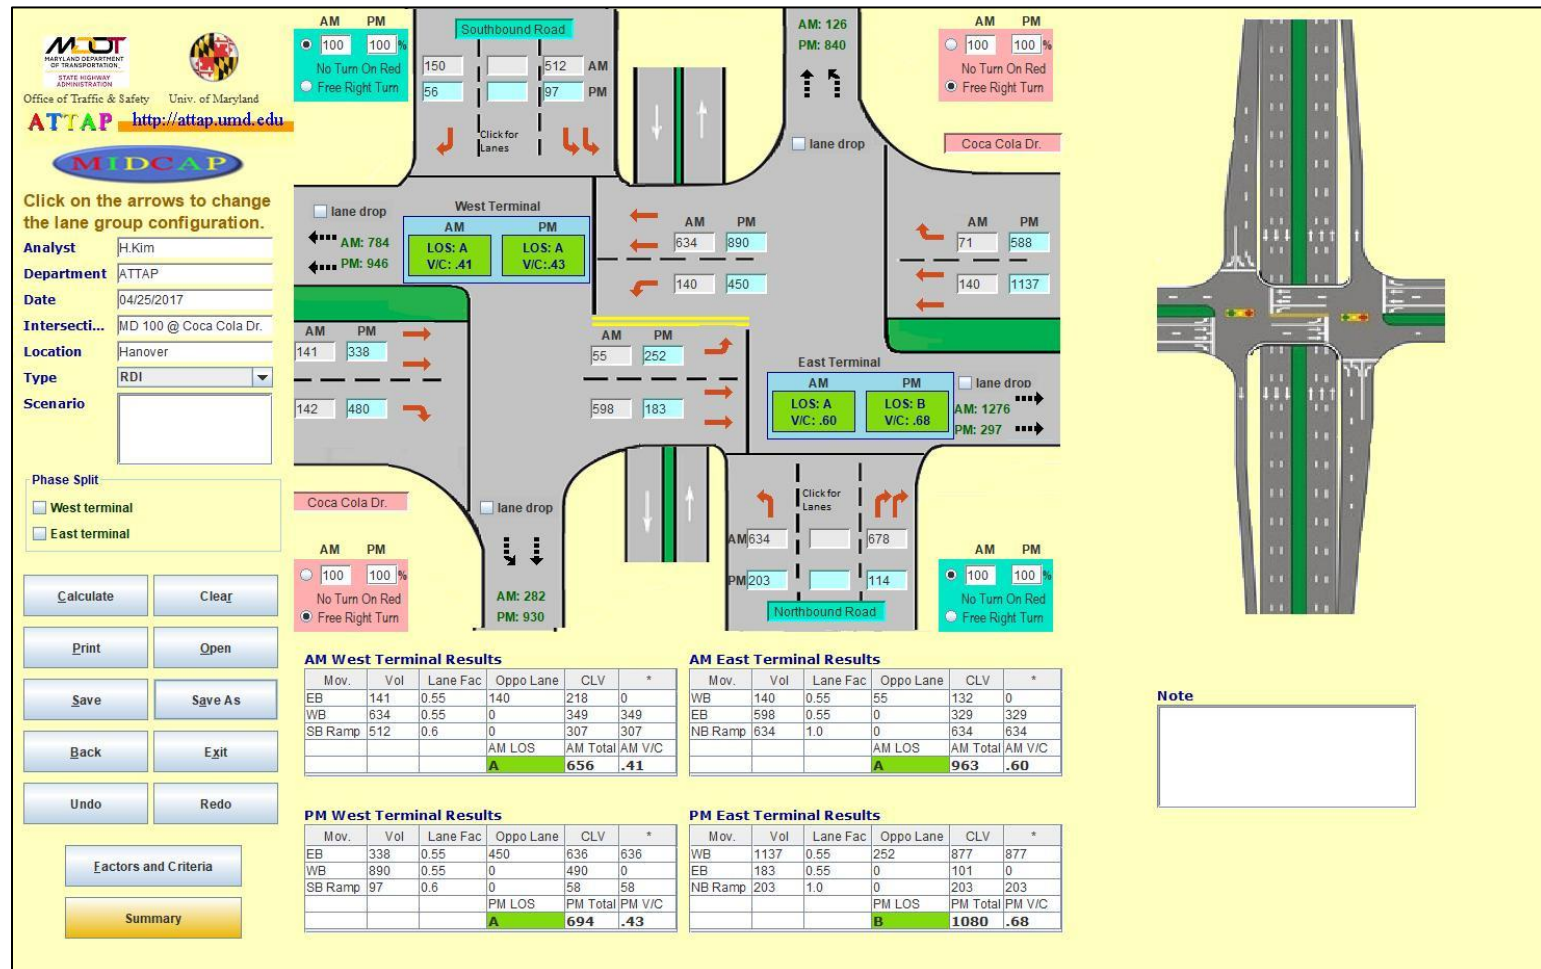 MDOT
MARYLAND DEPARTMENT
OF TRANSPORTATION
STATE HIGHWAY
ADMINISTRATION
Office of Traffic & Safety Univ. of Maryland
ATTAP http://attap.umd.edu
MIDCAP
Click on the arrows to change
the lane group configuration.
Analyst H.Kim
Department ATTAP
Date 04/25/2017
Intersecti... MD 100 @ Coca Cola Dr.
Location Hanover
Type RDI
Scenario
Phase Split
West terminal
East terminal
Calculate Clear
Print Open
Save Save As
Back Exit
Undo Redo
Factors and Criteria
Summary
AM PM
100 100 %
No Turn On Red
Free Right Turn
Southbound Road
150 512 AM
56 97 PM
Click for
Lanes
AM: 126
PM: 840
lane drop
AM PM
100 100 %
No Turn On Red
Free Right Turn
Coca Cola Dr.
lane drop
AM: 784
PM: 946
West Terminal
AM PM
LOS: A LOS: A
V/C: .41 V/C:.43
AM PM
634 890
140 450
AM PM
71 588
140 1137
AM PM
141 338
142 480
AM PM
55 252
598 183
East Terminal
AM PM
LOS: A LOS: B
V/C: .60 V/C: .68
lane drop
AM: 1276
PM: 297
Coca Cola Dr.
AM PM
100 100 %
No Turn On Red
Free Right Turn
lane drop
AM: 282
PM: 930
Click for
Lanes
AM 634 678
PM 203 114
Northbound Road
AM PM
100 100 %
No Turn On Red
Free Right Turn
AM West Terminal Results
Mov. Vol Lane Fac Oppo Lane CLV *
EB 141 0.55 140 218 0
WB 634 0.55 0 349 349
SB Ramp 512 0.6 0 307 307
AM LOS AM Total AM V/C
A 656 .41
AM East Terminal Results
Mov. Vol Lane Fac Oppo Lane CLV *
WB 140 0.55 55 132 0
EB 598 0.55 0 329 329
NB Ramp 634 1.0 0 634 634
AM LOS AM Total AM V/C
A 963 .60
PM West Terminal Results
Mov. Vol Lane Fac Oppo Lane CLV *
EB 338 0.55 450 636 636
WB 890 0.55 0 490 0
SB Ramp 97 0.6 0 58 58
PM LOS PM Total PM V/C
A 694 .43
PM East Terminal Results
Mov. Vol Lane Fac Oppo Lane CLV *
WB 1137 0.55 252 877 877
EB 183 0.55 0 101 0
NB Ramp 203 1.0 0 203 203
PM LOS PM Total PM V/C
B 1080 .68
Note